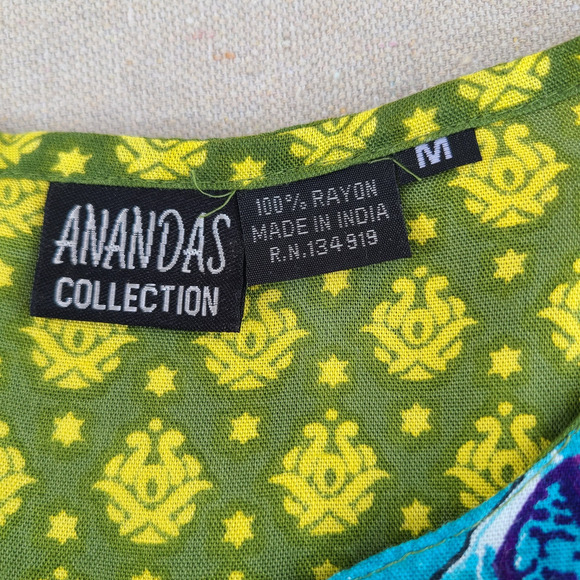 ANANDAS
COLLECTION
100% RAYON
MADE IN INDIA
R.N.134919
M